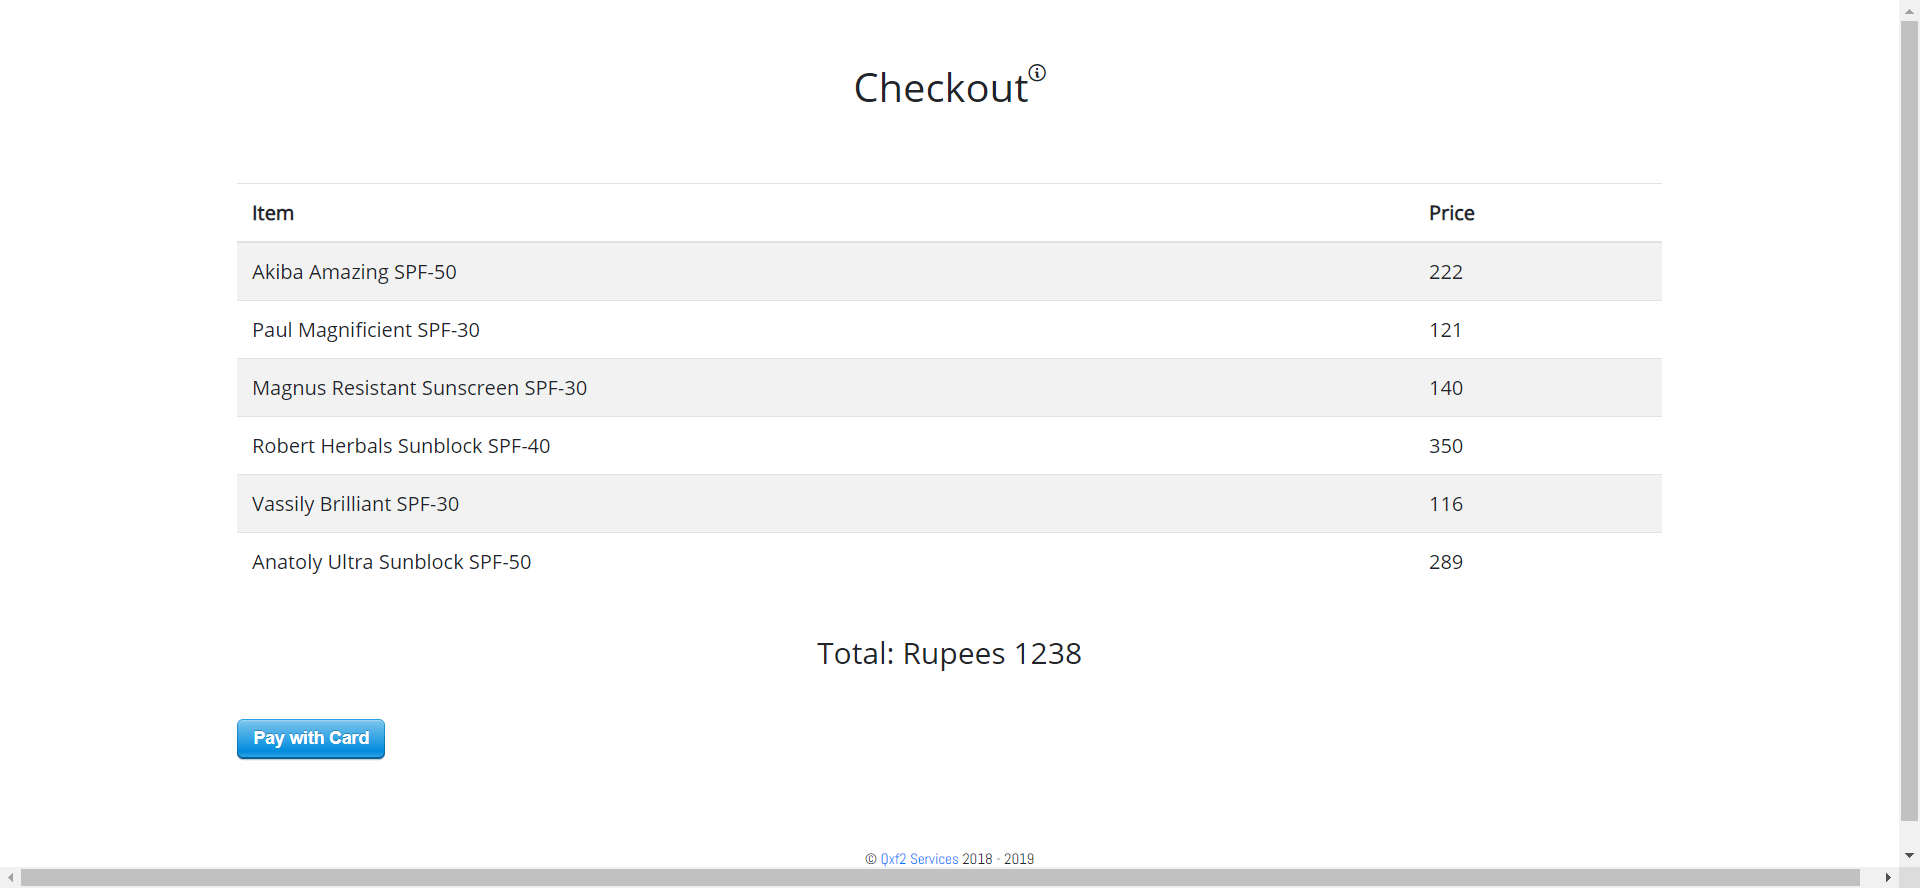 Checkout
Item Price
Akiba Amazing SPF-50 222
Paul Magnificient SPF-30 121
Magnus Resistant Sunscreen SPF-30 140
Robert Herbals Sunblock SPF-40 350
Vassily Brilliant SPF-30 116
Anatoly Ultra Sunblock SPF-50 289
Total: Rupees 1238
Pay with Card
© Qxf2 Services 2018 - 2019